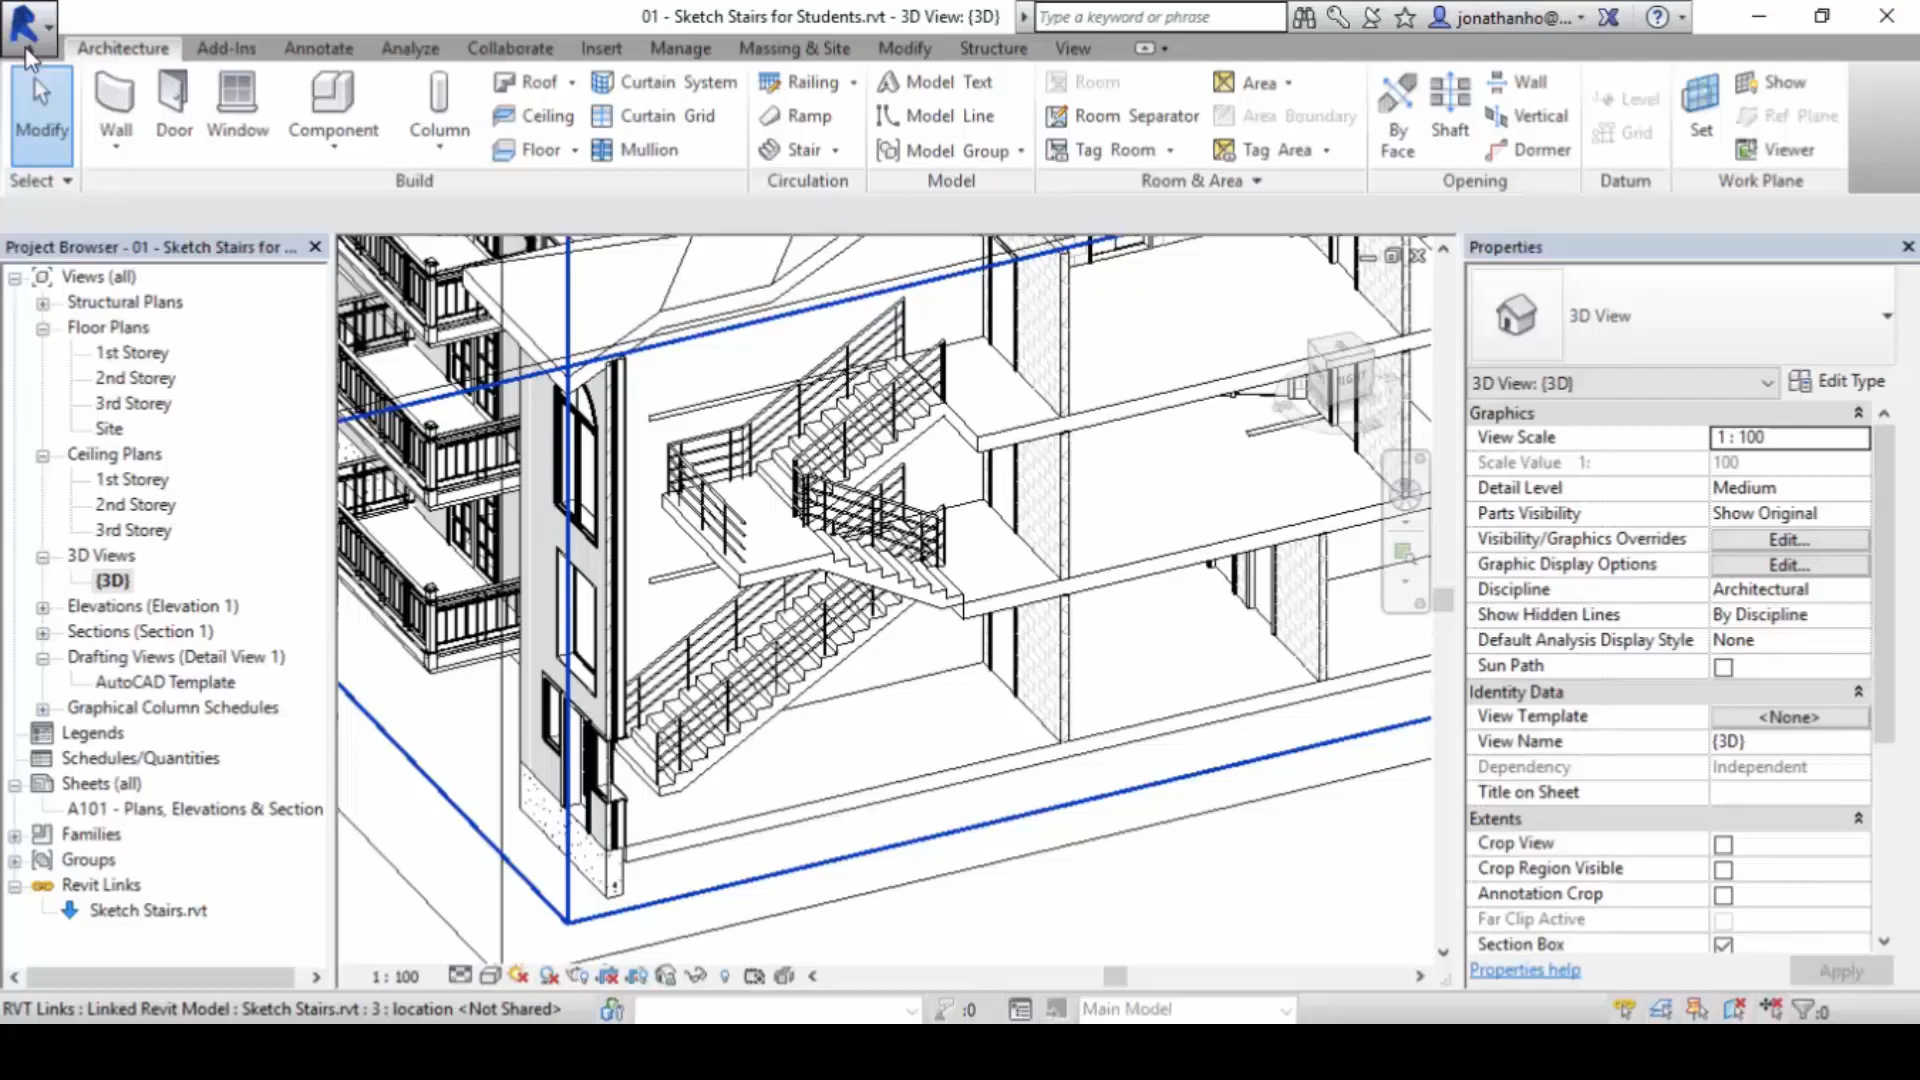 01 - Sketch Stairs for Students.rvt - 3D View: {3D}
Type a keyword or phrase
jonathanho@...
Architecture Add-Ins Annotate Analyze Collaborate Insert Manage Massing & Site Modify Structure View
Modify
Wall
Door
Window
Component
Column
Roof
Ceiling
Floor
Curtain System
Curtain Grid
Mullion
Railing
Ramp
Stair
Model Text
Model Line
Model Group
Room
Room Separator
Tag Room
Area
Area Boundary
Tag Area
By Face
Shaft
Wall
Vertical
Dormer
Level
Grid
Set
Show
Ref Plane
Viewer
Select Build Circulation Model Room & Area Opening Datum Work Plane
Project Browser - 01 - Sketch Stairs for ...
Views (all)
Structural Plans
Floor Plans
1st Storey
2nd Storey
3rd Storey
Site
Ceiling Plans
1st Storey
2nd Storey
3rd Storey
3D Views
{3D}
Elevations (Elevation 1)
Sections (Section 1)
Drafting Views (Detail View 1)
AutoCAD Template
Graphical Column Schedules
Legends
Schedules/Quantities
Sheets (all)
A101 - Plans, Elevations & Section
Families
Groups
Revit Links
Sketch Stairs.rvt
RIGHT
1 : 100
Properties
3D View
3D View: {3D}
Edit Type
Graphics
View Scale 1 : 100
Scale Value 1: 100
Detail Level Medium
Parts Visibility Show Original
Visibility/Graphics Overrides Edit...
Graphic Display Options Edit...
Discipline Architectural
Show Hidden Lines By Discipline
Default Analysis Display Style None
Sun Path
Identity Data
View Template <None>
View Name {3D}
Dependency Independent
Title on Sheet
Extents
Crop View
Crop Region Visible
Annotation Crop
Far Clip Active
Section Box
Properties help
Apply
RVT Links : Linked Revit Model : Sketch Stairs.rvt : 3 : location <Not Shared>
:0
Main Model
:0